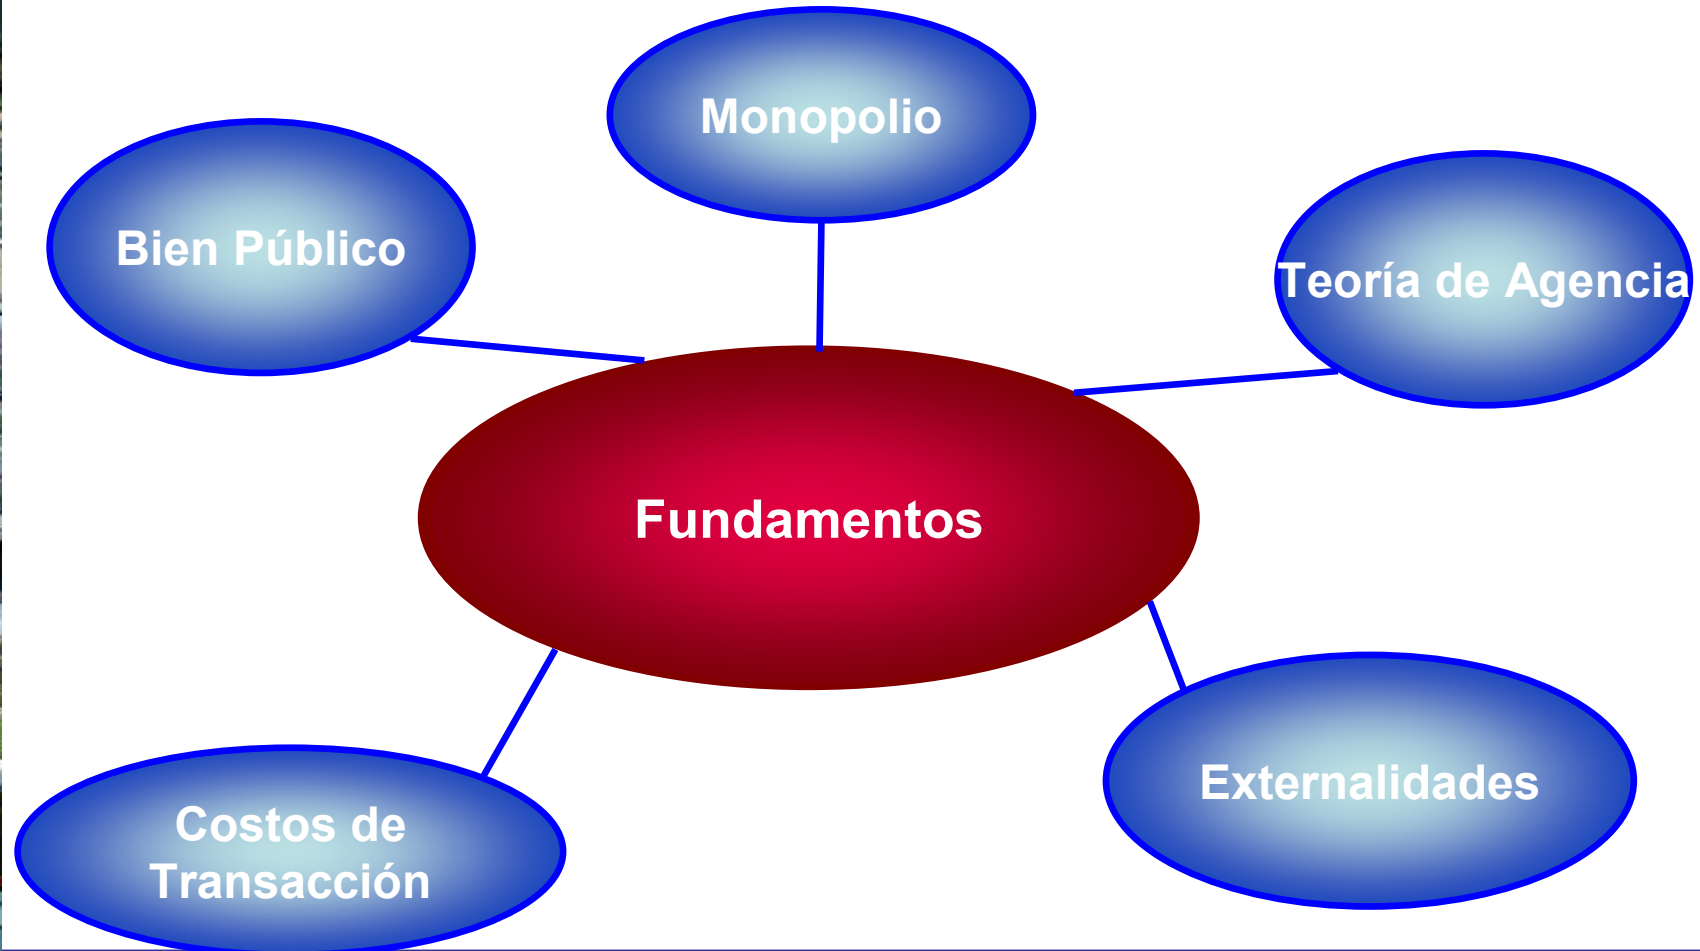 Monopolio
Bien Público
Teoría de Agencia
Fundamentos
Externalidades
Costos de
Transacción